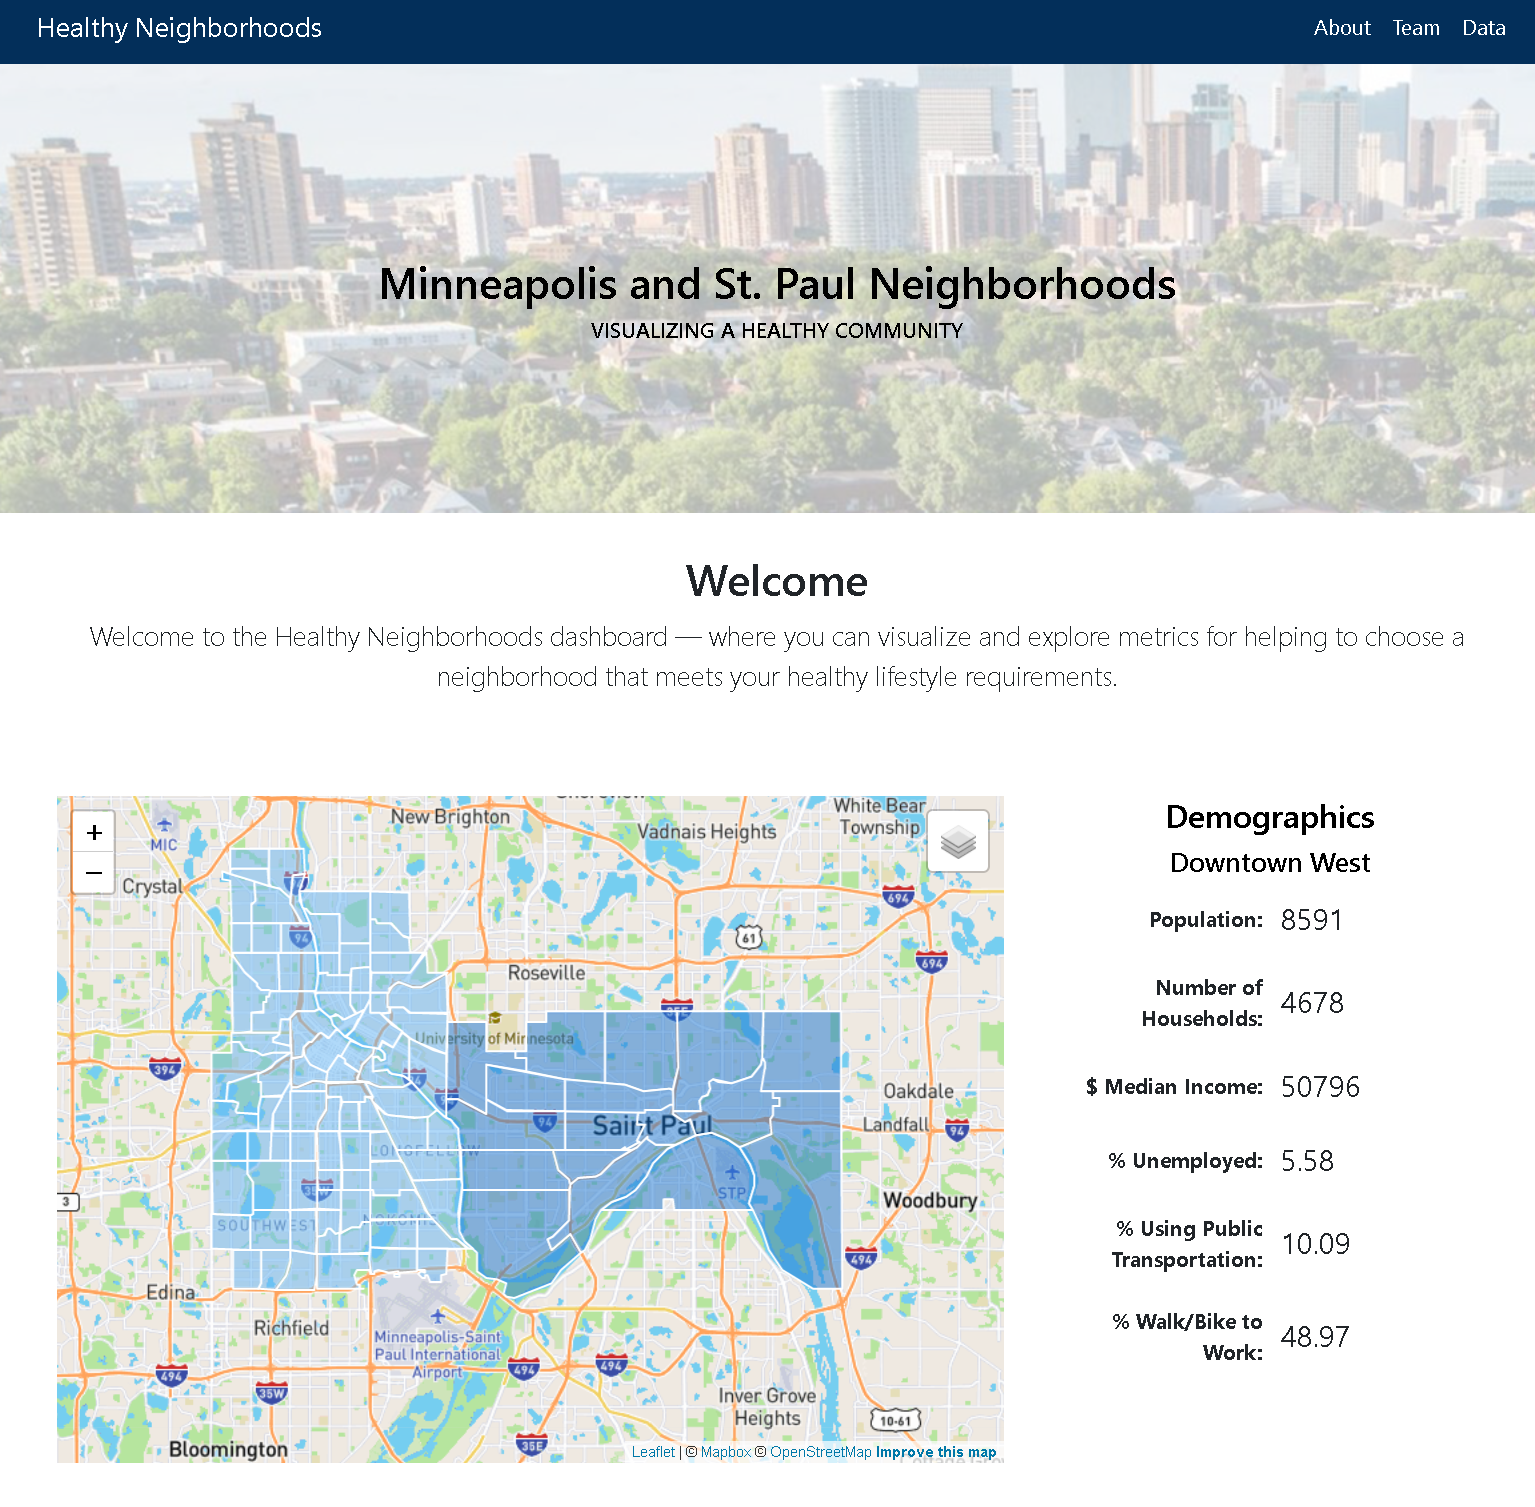 Healthy Neighborhoods
About Team Data
Minneapolis and St. Paul Neighborhoods
VISUALIZING A HEALTHY COMMUNITY
Welcome
Welcome to the Healthy Neighborhoods dashboard — where you can visualize and explore metrics for helping to choose a
neighborhood that meets your healthy lifestyle requirements.
+
−
MIC
Crystal
New Brighton
Vadnais Heights
White Bear
Township
694
94
61
694
Roseville
University of Minnesota
394
94
Saint Paul
Oakdale
Landfall
94
LONGFELLOW
STP
3
35W
SOUTHWEST
NOKOMIS
Woodbury
494
Edina
Richfield
Minneapolis-Saint
Paul International
Airport
494
494
494
35W
Inver Grove
Heights
10-61
Bloomington
35E
Leaflet | © Mapbox © OpenStreetMap Improve this map
Demographics
Downtown West
Population: 8591
Number of
Households: 4678
$ Median Income: 50796
% Unemployed: 5.58
% Using Public
Transportation: 10.09
% Walk/Bike to
Work: 48.97